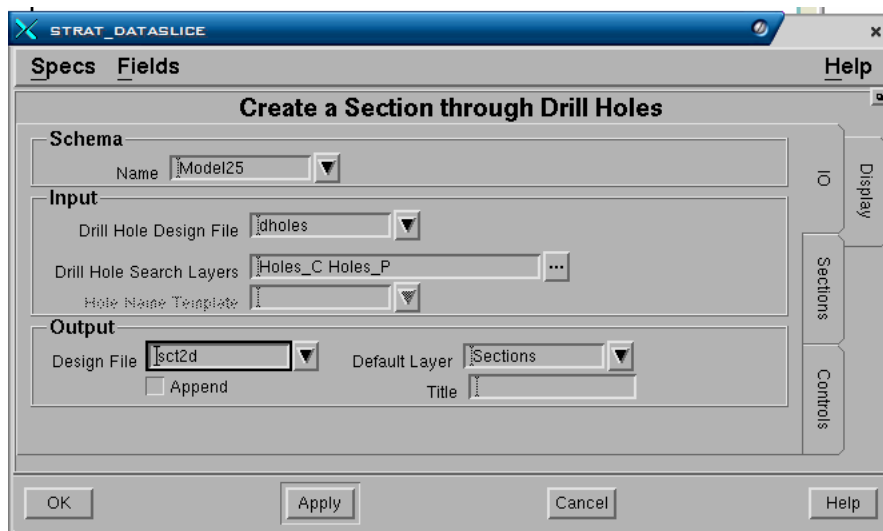 STRAT_DATASLICE
Specs Fields Help
Create a Section through Drill Holes
Schema
Name Model25
Input
Drill Hole Design File dholes
Drill Hole Search Layers Holes_C Holes_P ...
Hole Name Template
Output
Design File sct2d Default Layer Sections
Append Title
IO
Sections
Controls
Display
OK Apply Cancel Help